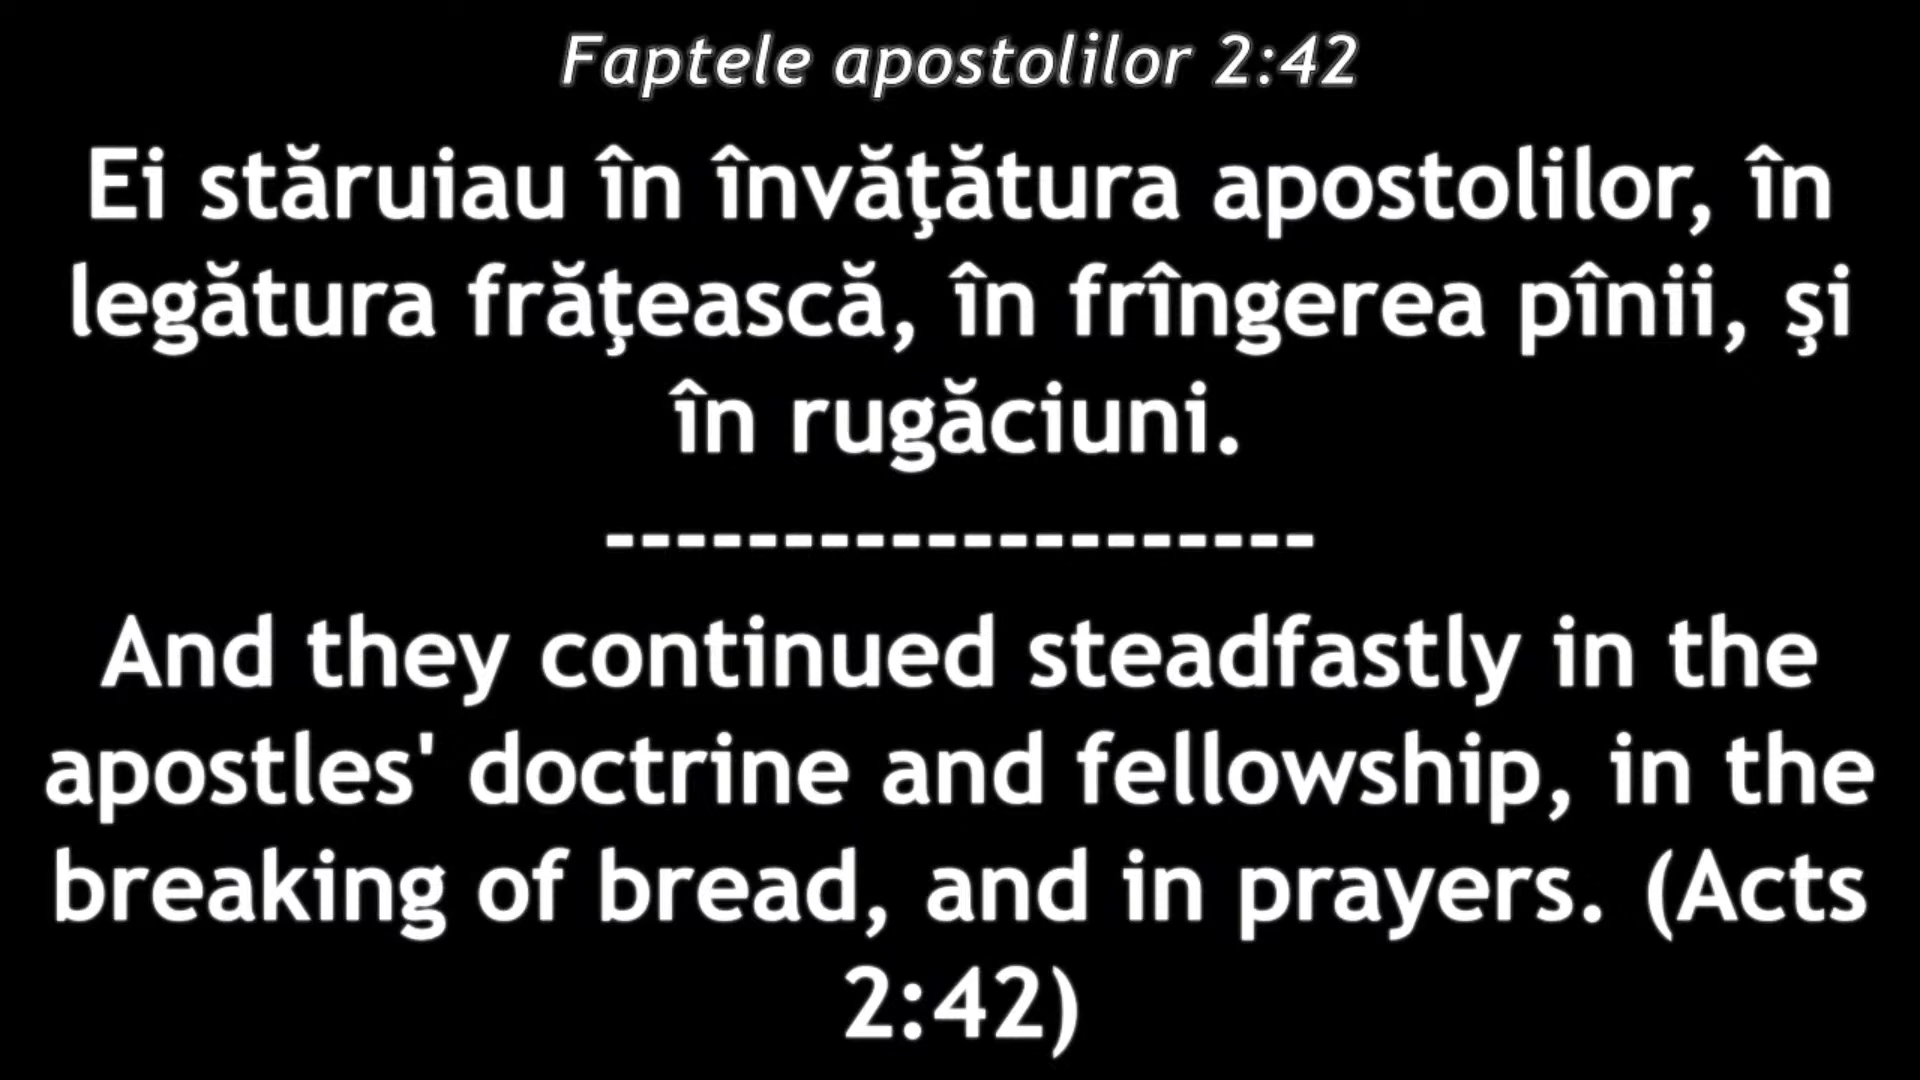 Faptele apostolilor 2:42
Ei stăruiau în învăţătura apostolilor, în
legătura frăţească, în frîngerea pînii, şi
în rugăciuni.
--------------------
And they continued steadfastly in the
apostles' doctrine and fellowship, in the
breaking of bread, and in prayers. (Acts
2:42)